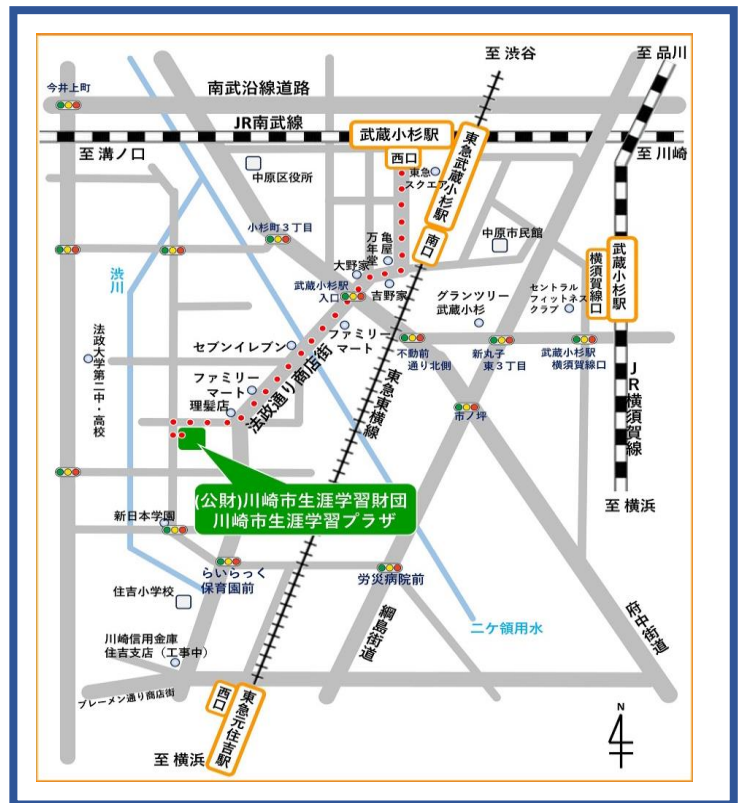 至 渋谷
至 品川
今井上町
南武沿線道路
JR南武線
武蔵小杉駅
西口
東急武蔵小杉駅
南口
至 溝ノ口
至 川崎
中原区役所
東急
スクエア
小杉町3丁目
亀屋
万年堂
中原市民館
武蔵小杉駅
横須賀線口
渋川
大野家
武蔵小杉駅
入口
吉野家
グランツリー
武蔵小杉
セントラル
フィットネス
クラブ
セブンイレブン
ファミリー
マート
不動前
通り北側
新丸子
東3丁目
武蔵小杉駅
横須賀線口
法政大学第二中・高校
ファミリー
マート
理髪店
法政通り商店街
東急東横線
JR横須賀線
市ノ坪
至 横浜
(公財)川崎市生涯学習財団
川崎市生涯学習プラザ
新日本学園
らいらっく
保育園前
労災病院前
住吉小学校
綱島街道
二ケ領用水
府中街道
川崎信用金庫
住吉支店（工事中）
ブレーメン通り商店街
西口
東急元住吉駅
至 横浜
N